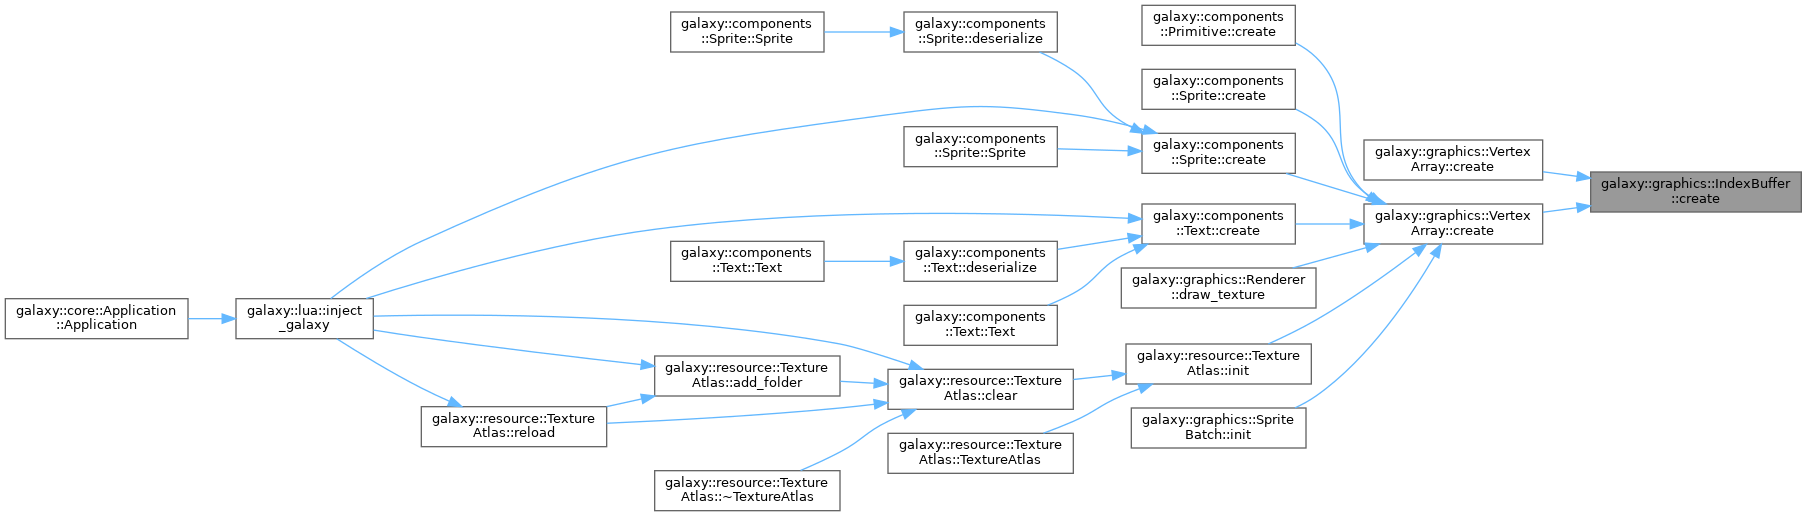 galaxy::components
::Sprite::Sprite
galaxy::components
::Sprite::deserialize
galaxy::components
::Primitive::create
galaxy::components
::Sprite::create
galaxy::components
::Sprite::Sprite
galaxy::components
::Sprite::create
galaxy::graphics::Vertex
Array::create
galaxy::graphics::IndexBuffer
::create
galaxy::components
::Text::create
galaxy::graphics::Vertex
Array::create
galaxy::components
::Text::Text
galaxy::components
::Text::deserialize
galaxy::graphics::Renderer
::draw_texture
galaxy::core::Application
::Application
galaxy::lua::inject
_galaxy
galaxy::components
::Text::Text
galaxy::resource::Texture
Atlas::init
galaxy::resource::Texture
Atlas::add_folder
galaxy::resource::Texture
Atlas::clear
galaxy::resource::Texture
Atlas::reload
galaxy::graphics::Sprite
Batch::init
galaxy::resource::Texture
Atlas::TextureAtlas
galaxy::resource::Texture
Atlas::~TextureAtlas